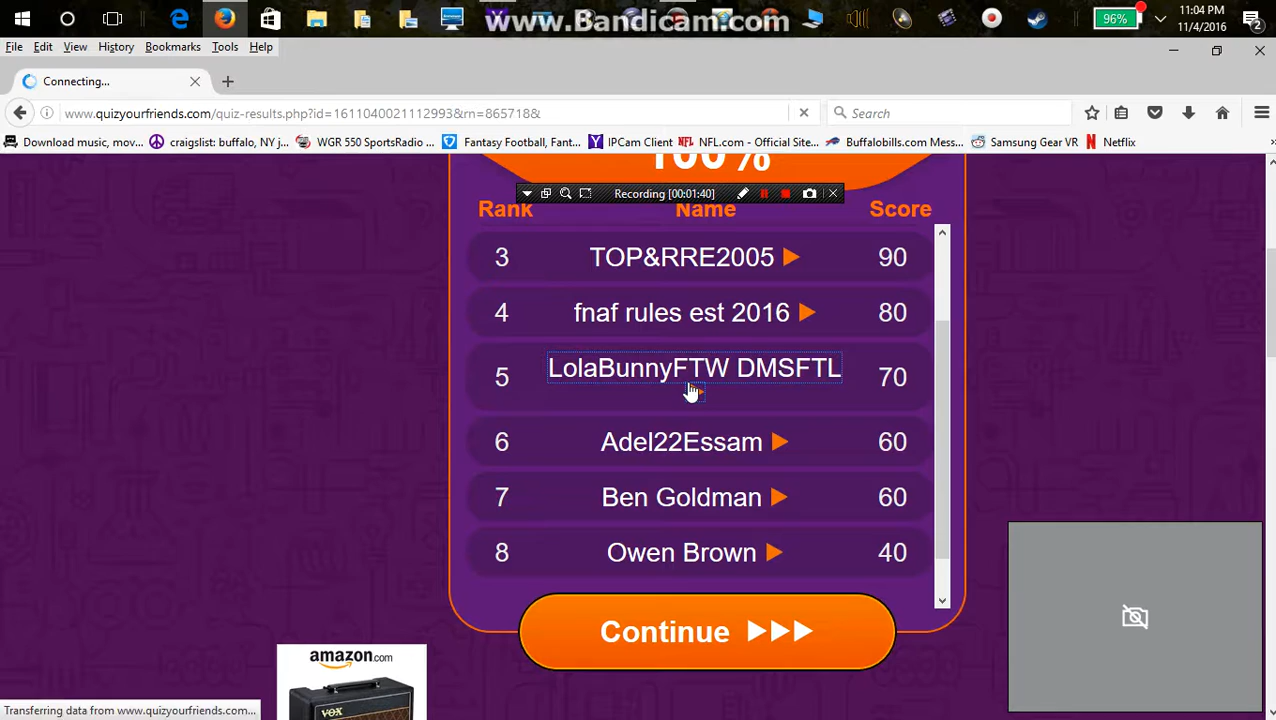 www.Bandicam.com
96%
11:04 PM
11/4/2016
2
File Edit View History Bookmarks Tools Help
Connecting...
www.quizyourfriends.com/quiz-results.php?id=1611040021112993&rn=865718&
Search
Download music, mov...
craigslist: buffalo, NY j...
WGR 550 SportsRadio ...
Fantasy Football, Fant...
IPCam Client
NFL.com - Official Site...
Buffalobills.com Mess...
Samsung Gear VR
Netflix
100%
Recording [00:01:40]
Rank Name Score
3 TOP&RRE2005 90
4 fnaf rules est 2016 80
5 LolaBunnyFTW DMSFTL 70
6 Adel22Essam 60
7 Ben Goldman 60
8 Owen Brown 40
Continue
amazon.com
VOX
Transferring data from www.quizyourfriends.com...